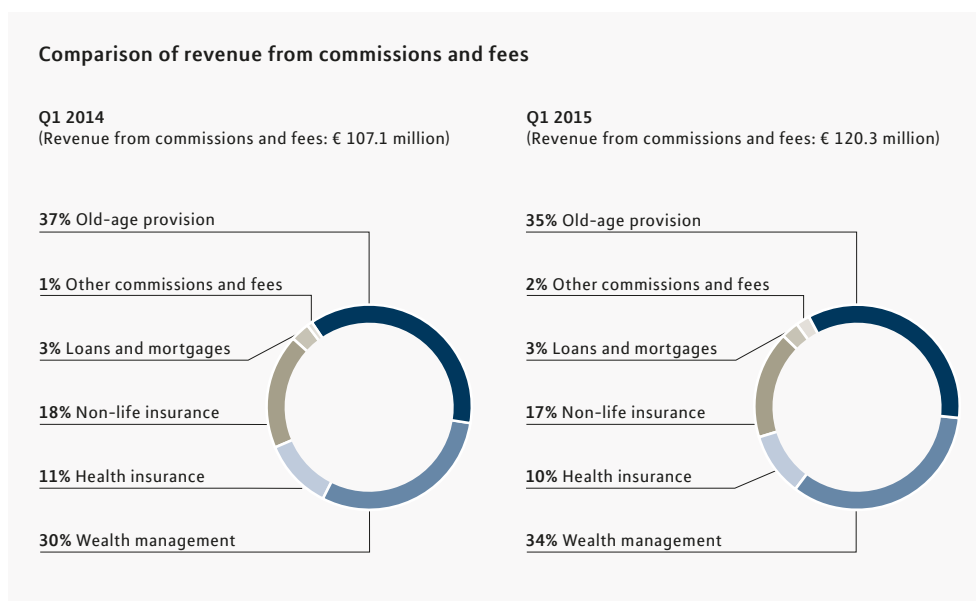 Comparison of revenue from commissions and fees
Q1 2014
(Revenue from commissions and fees: € 107.1 million)
37% Old-age provision
1% Other commissions and fees
3% Loans and mortgages
18% Non-life insurance
11% Health insurance
30% Wealth management
Q1 2015
(Revenue from commissions and fees: € 120.3 million)
35% Old-age provision
2% Other commissions and fees
3% Loans and mortgages
17% Non-life insurance
10% Health insurance
34% Wealth management